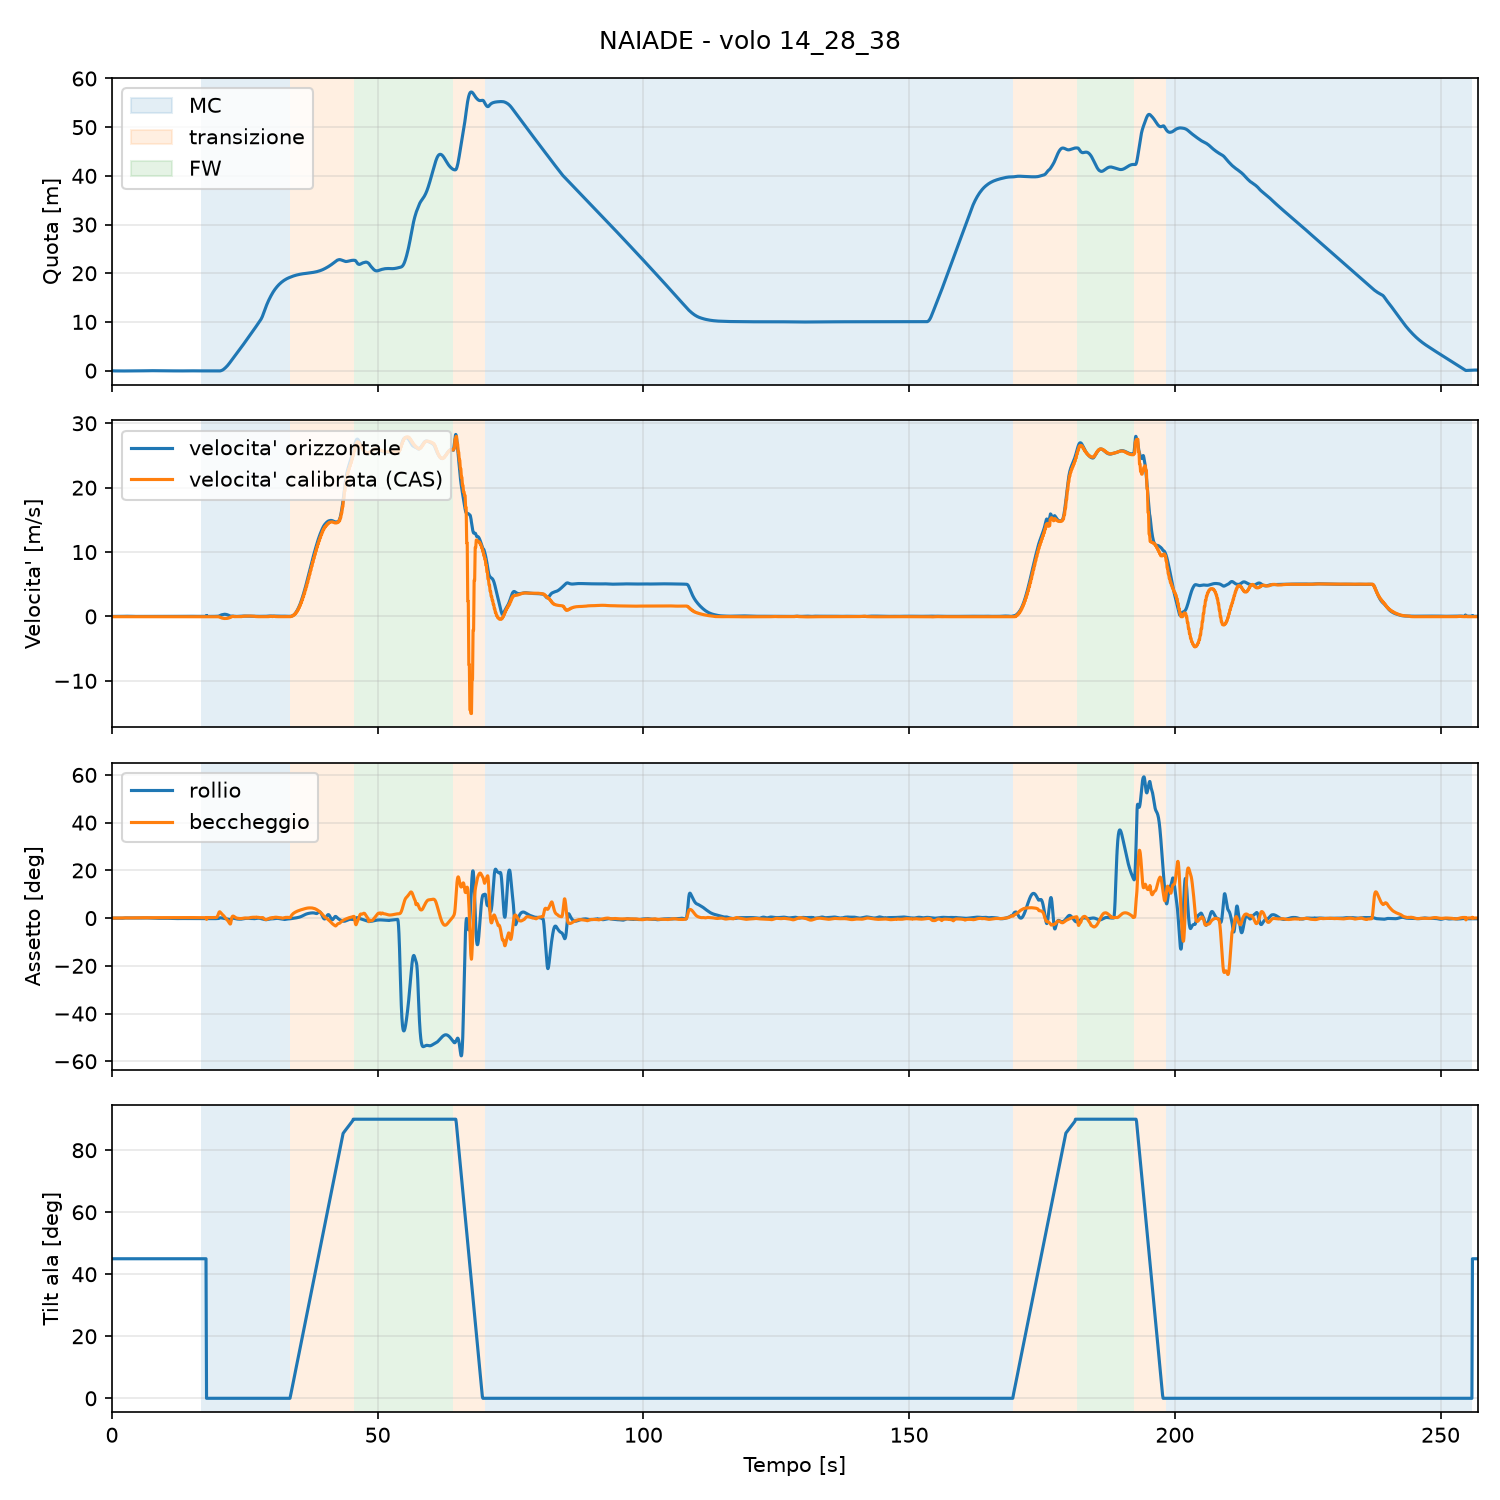 NAIADE - volo 14_28_38
60
50
40
30
20
10
0
Quota [m]
MC
transizione
FW
30
20
10
0
−10
Velocita' [m/s]
velocita' orizzontale
velocita' calibrata (CAS)
60
40
20
0
−20
−40
−60
Assetto [deg]
rollio
beccheggio
80
60
40
20
0
Tilt ala [deg]
0 50 100 150 200 250
Tempo [s]